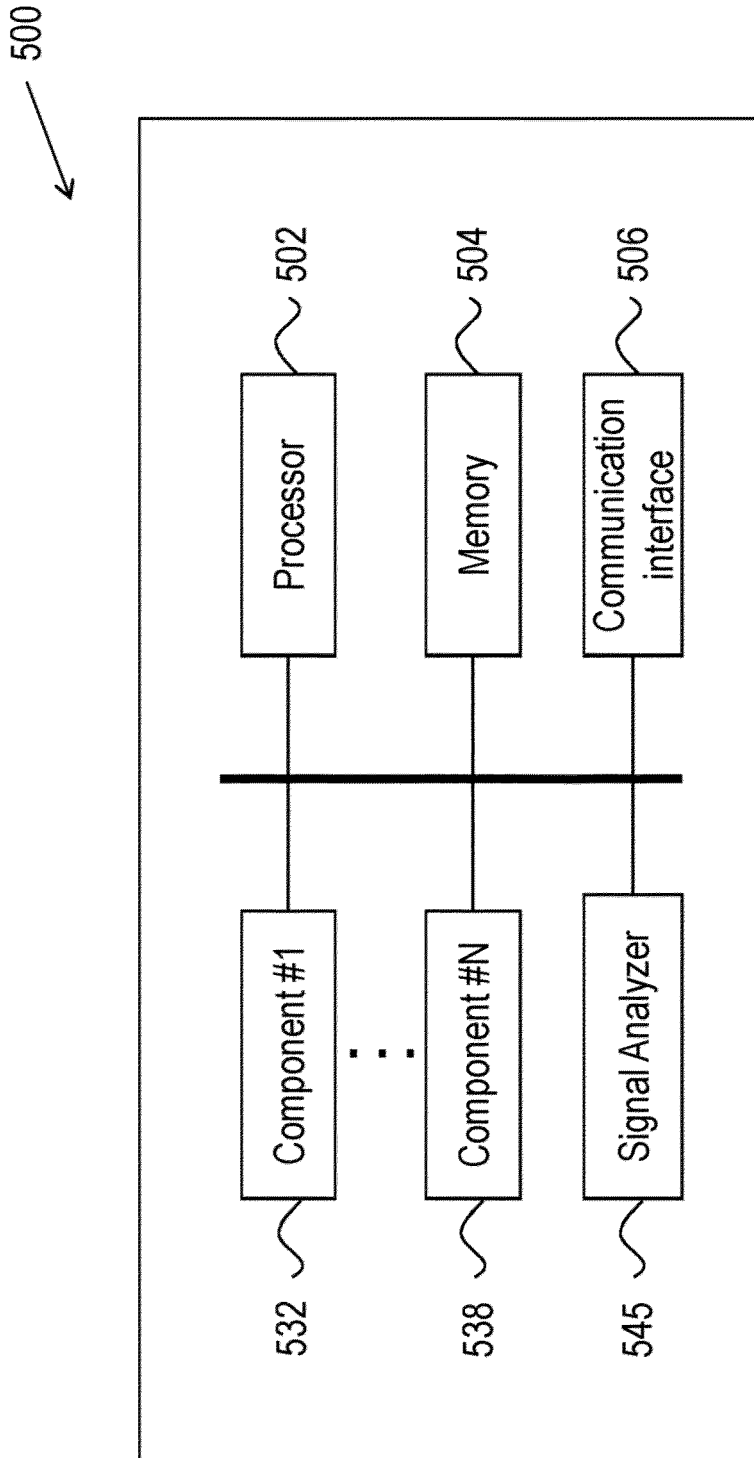 500
532
Component #1
Processor
502
. . .
538
Component #N
Memory
504
545
Signal Analyzer
Communication
interface
506